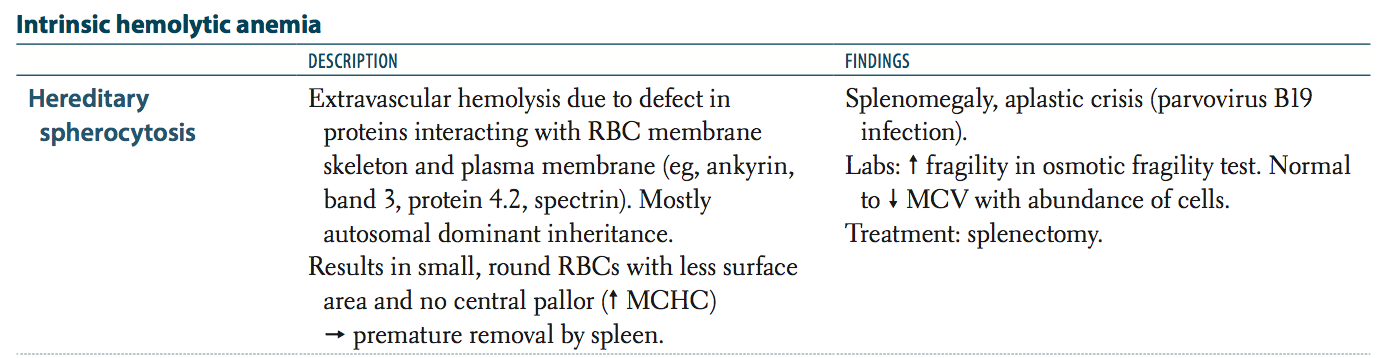 Intrinsic hemolytic anemia
DESCRIPTION
FINDINGS
Hereditary
spherocytosis
Extravascular hemolysis due to defect in
proteins interacting with RBC membrane
skeleton and plasma membrane (eg, ankyrin,
band 3, protein 4.2, spectrin). Mostly
autosomal dominant inheritance.
Results in small, round RBCs with less surface
area and no central pallor (↑ MCHC)
→ premature removal by spleen.
Splenomegaly, aplastic crisis (parvovirus B19
infection).
Labs: ↑ fragility in osmotic fragility test. Normal
to ↓ MCV with abundance of cells.
Treatment: splenectomy.